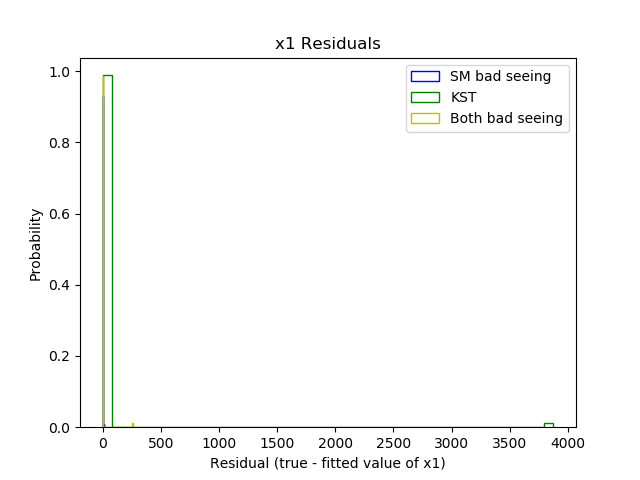 x1 Residuals
SM bad seeing
KST
Both bad seeing
1.0
0.8
0.6
0.4
0.2
0.0
Probability
0 500 1000 1500 2000 2500 3000 3500 4000
Residual (true - fitted value of x1)